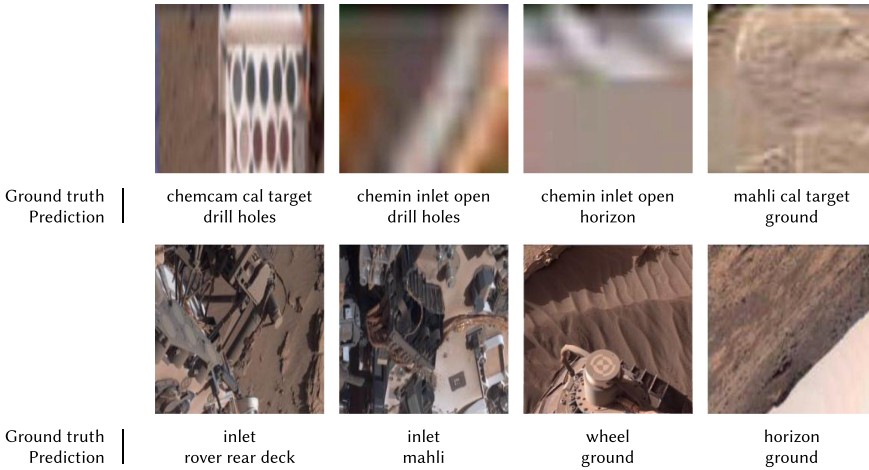 Ground truth chemcam cal target chemin inlet open chemin inlet open mahli cal target
Prediction drill holes drill holes horizon ground
Ground truth inlet inlet wheel horizon
Prediction rover rear deck mahli ground ground